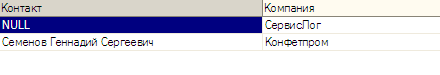 Контакт Компания
NULL СервисЛог
Семенов Геннадий Сергеевич Конфетпром